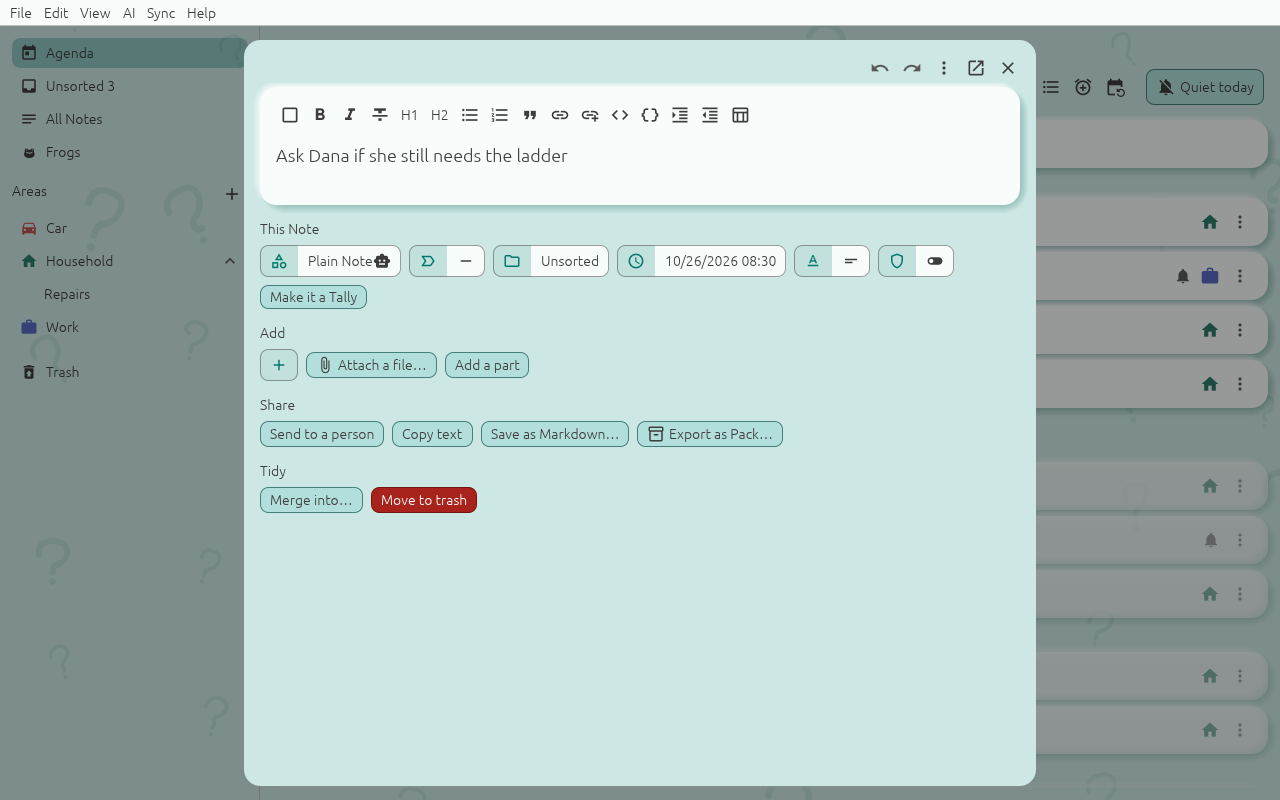 File Edit View AI Sync Help
Agenda
Unsorted 3
All Notes
Frogs
Areas
Car
Household
Repairs
Work
Trash
Quiet today
H1 H2
Ask Dana if she still needs the ladder
This Note
Plain Note
Unsorted
10/26/2026 08:30
Make it a Tally
Add
Attach a file...
Add a part
Share
Send to a person
Copy text
Save as Markdown...
Export as Pack...
Tidy
Merge into...
Move to trash